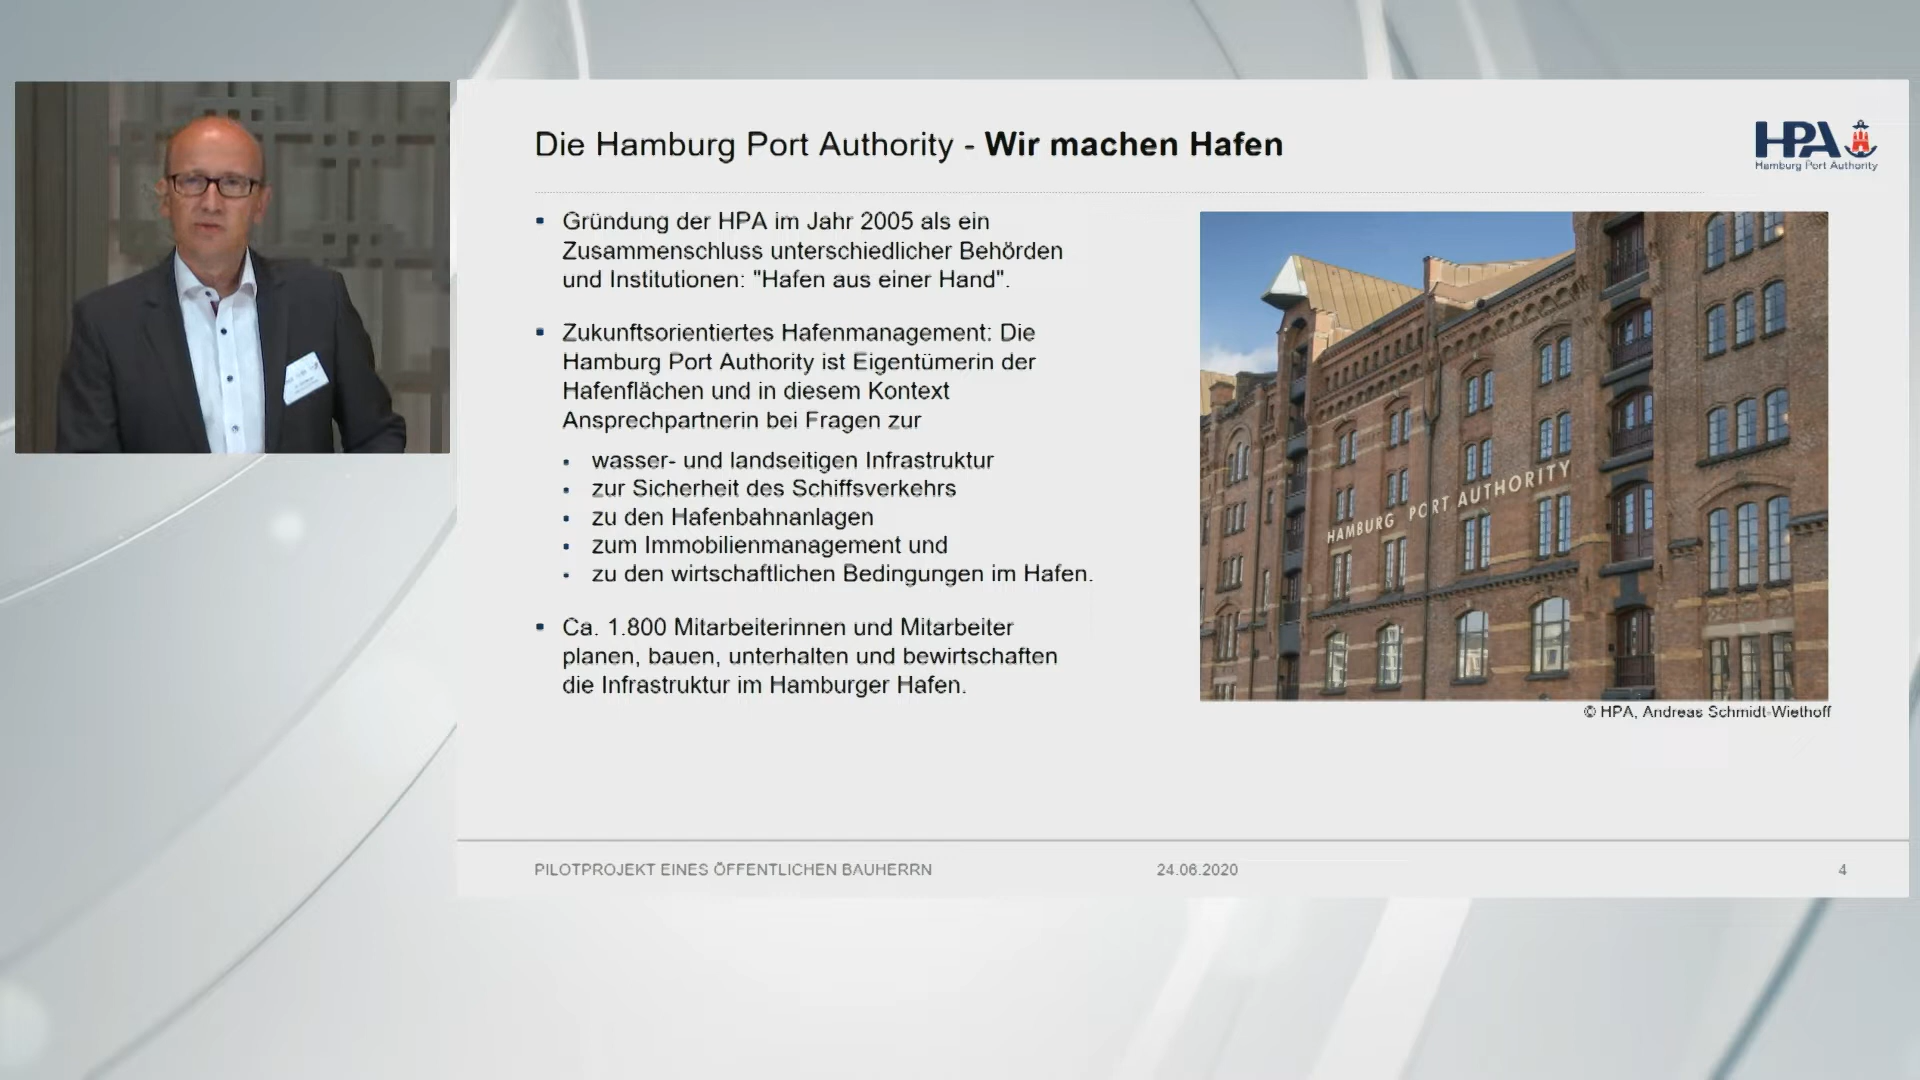 Die Hamburg Port Authority - Wir machen Hafen
HPA
Hamburg Port Authority
▪ Gründung der HPA im Jahr 2005 als ein
Zusammenschluss unterschiedlicher Behörden
und Institutionen: "Hafen aus einer Hand".
▪ Zukunftsorientiertes Hafenmanagement: Die
Hamburg Port Authority ist Eigentümerin der
Hafenflächen und in diesem Kontext
Ansprechpartnerin bei Fragen zur
▪ wasser- und landseitigen Infrastruktur
▪ zur Sicherheit des Schiffsverkehrs
▪ zu den Hafenbahnanlagen
▪ zum Immobilienmanagement und
▪ zu den wirtschaftlichen Bedingungen im Hafen.
▪ Ca. 1.800 Mitarbeiterinnen und Mitarbeiter
planen, bauen, unterhalten und bewirtschaften
die Infrastruktur im Hamburger Hafen.
HAMBURG PORT AUTHORITY
© HPA, Andreas Schmidt-Wiethoff
PILOTPROJEKT EINES ÖFFENTLICHEN BAUHERRN
24.06.2020
4